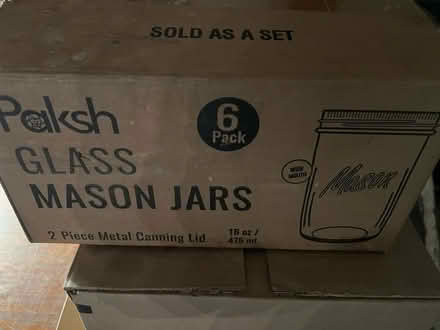 SOLD AS A SET
Paksh
6
Pack
GLASS
MASON JARS
2 Piece Metal Canning Lid
16 oz /
475 ml
WIDE
MOUTH
Mason